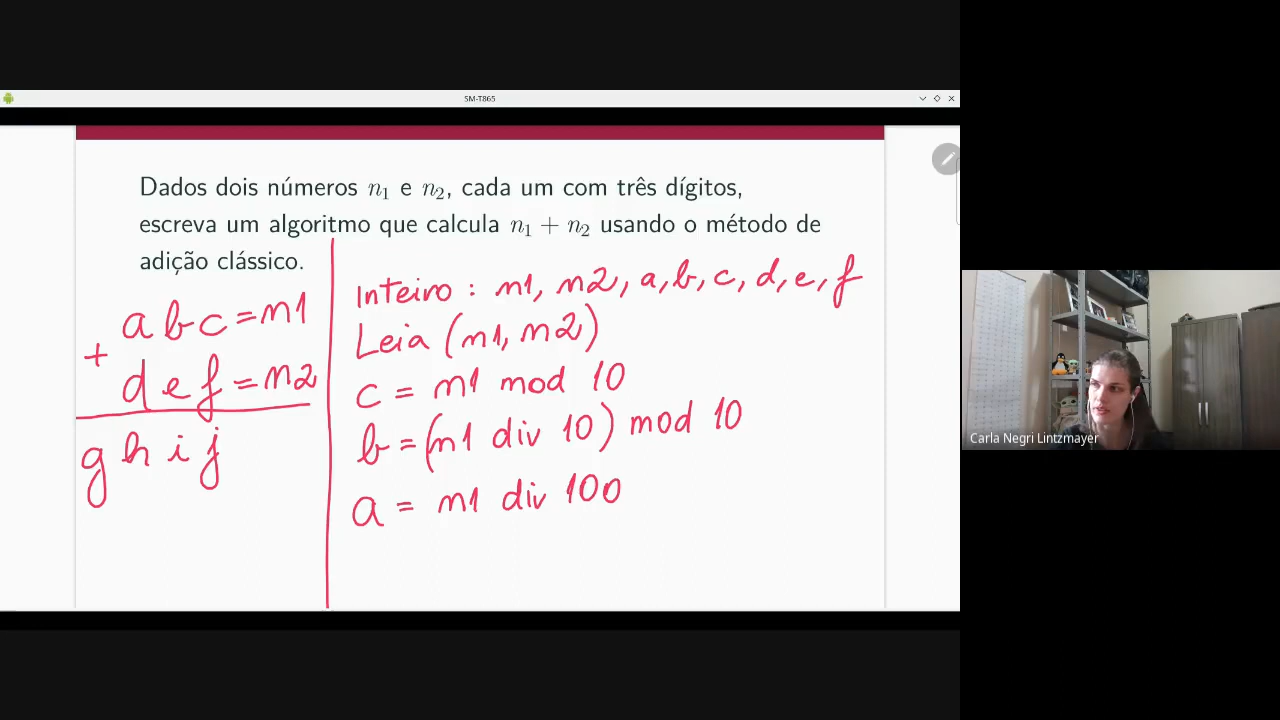 SM-T865
Dados dois números n1 e n2, cada um com três dígitos,
escreva um algoritmo que calcula n1 + n2 usando o método de
adição clássico.
a b c = n1
+
d e f = n2
g h i j
Inteiro : n1, n2, a, b, c, d, e, f
Leia (n1, n2)
c = n1 mod 10
b = (n1 div 10) mod 10
a = n1 div 100
Carla Negri Lintzmayer